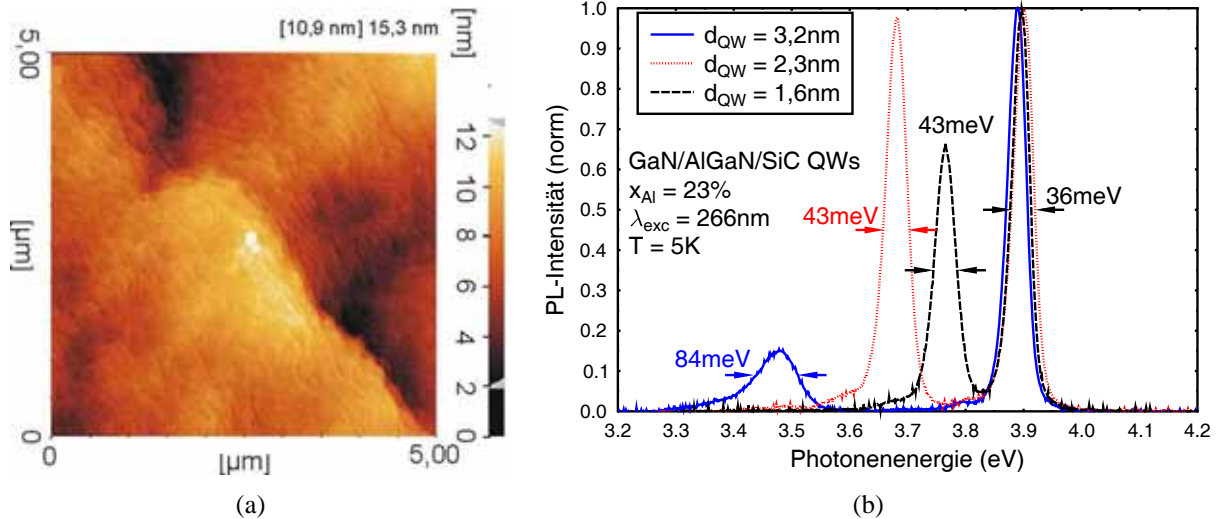 [10,9 nm] 15,3 nm
[nm]
5,00
12
10
8
6
4
2
0
[µm]
0
0
[µm]
5,00
(a)
PL-Intensität (norm)
1.0
0.9
0.8
0.7
0.6
0.5
0.4
0.3
0.2
0.1
0.0
d_QW = 3,2nm
d_QW = 2,3nm
d_QW = 1,6nm
GaN/AlGaN/SiC QWs
x_Al = 23%
λ_exc = 266nm
T = 5K
43meV
43meV
36meV
84meV
3.2 3.3 3.4 3.5 3.6 3.7 3.8 3.9 4.0 4.1 4.2
Photonenenergie (eV)
(b)